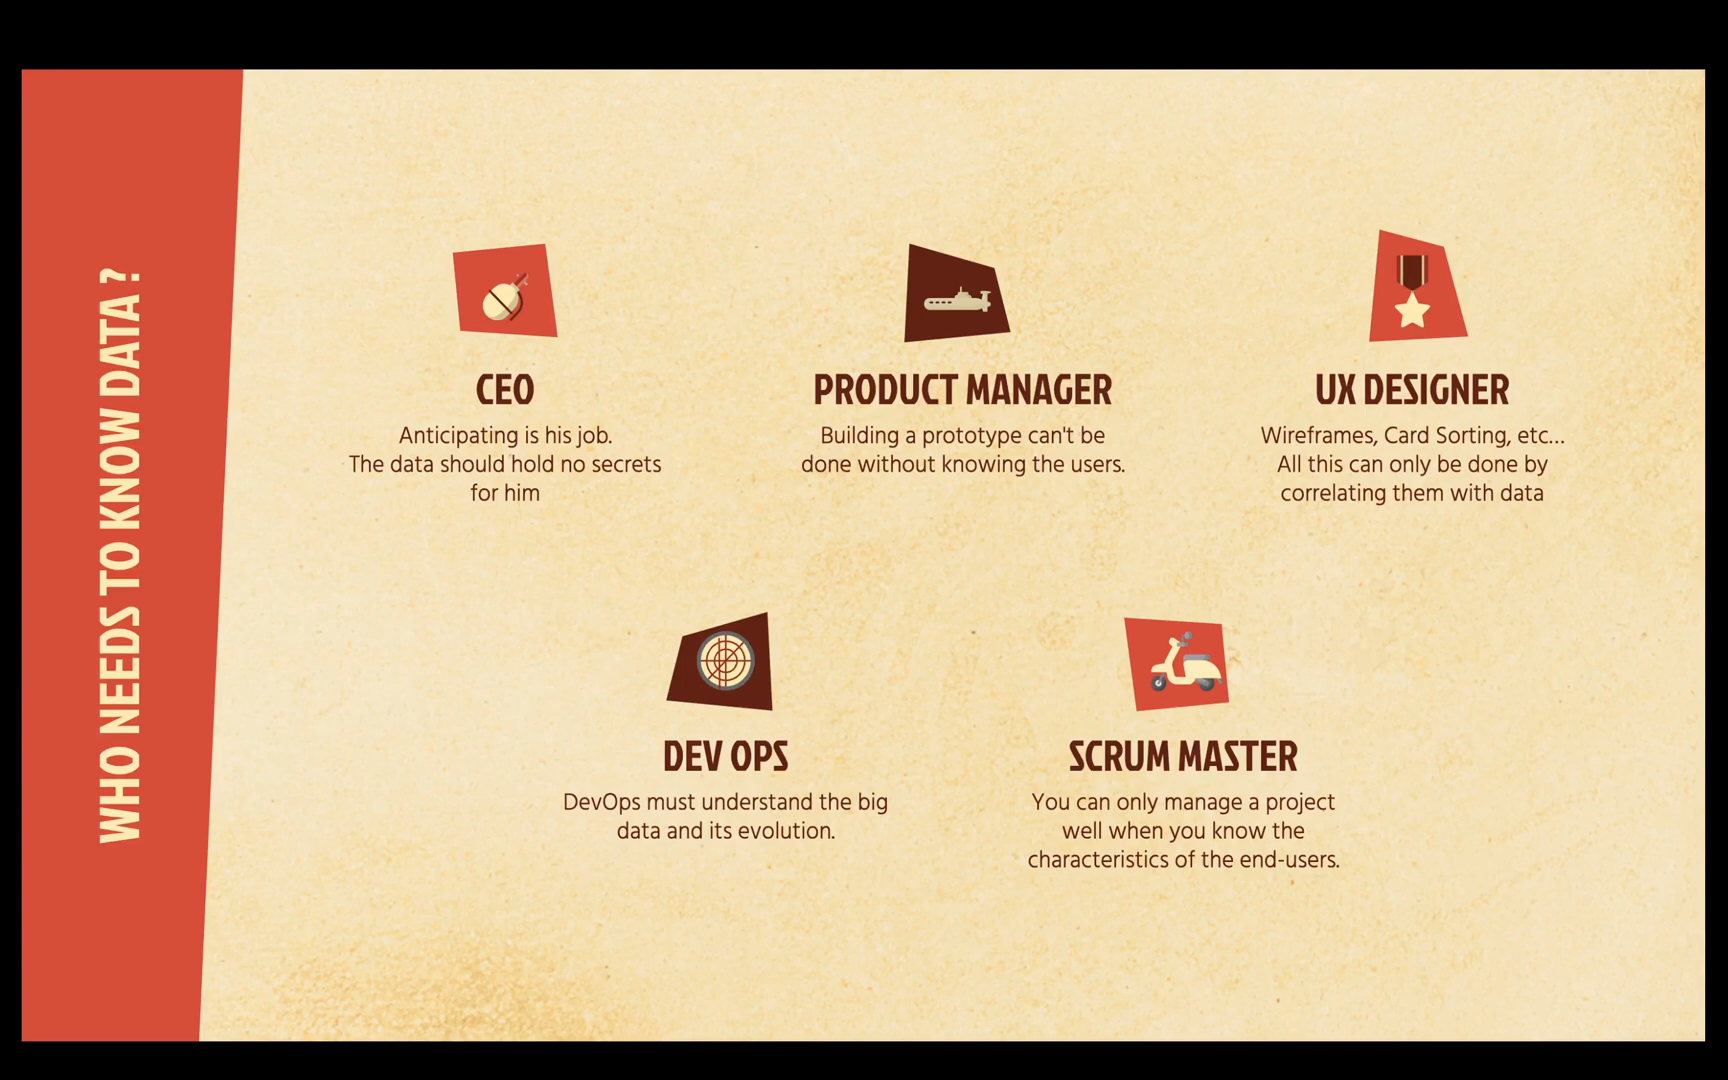 WHO NEEDS TO KNOW DATA ?
CEO
Anticipating is his job.
The data should hold no secrets
for him
PRODUCT MANAGER
Building a prototype can't be
done without knowing the users.
UX DESIGNER
Wireframes, Card Sorting, etc...
All this can only be done by
correlating them with data
DEV OPS
DevOps must understand the big
data and its evolution.
SCRUM MASTER
You can only manage a project
well when you know the
characteristics of the end-users.